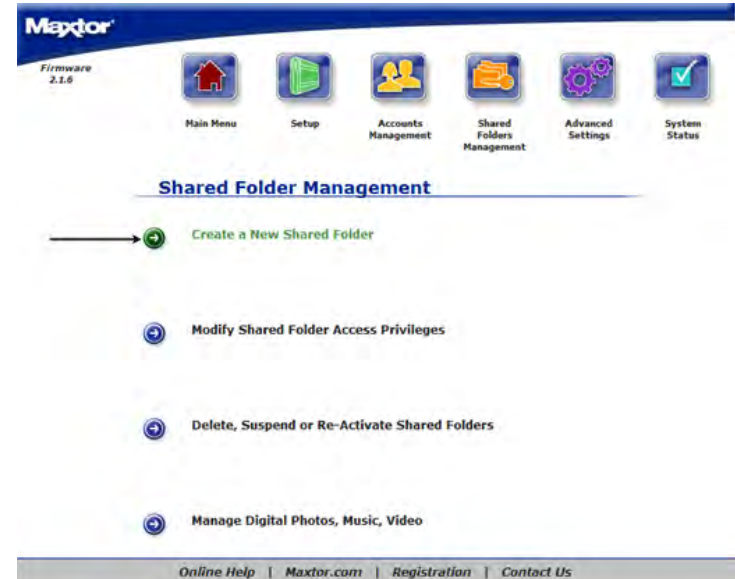 Maxtor
Firmware
2.1.6
Main Menu
Setup
Accounts
Management
Shared
Folders
Management
Advanced
Settings
System
Status
Shared Folder Management
Create a New Shared Folder
Modify Shared Folder Access Privileges
Delete, Suspend or Re-Activate Shared Folders
Manage Digital Photos, Music, Video
Online Help | Maxtor.com | Registration | Contact Us